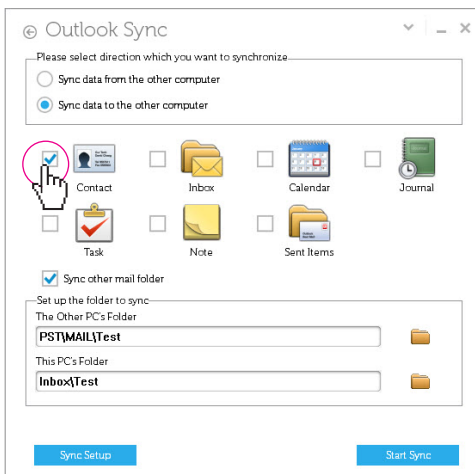 Outlook Sync
Please select direction which you want to synchronize
Sync data from the other computer
Sync data to the other computer
Contact
Inbox
Calendar
Journal
Task
Note
Sent Items
Sync other mail folder
Set up the folder to sync
The Other PC's Folder
PST\MAIL\Test
This PC's Folder
Inbox\Test
Sync Setup
Start Sync